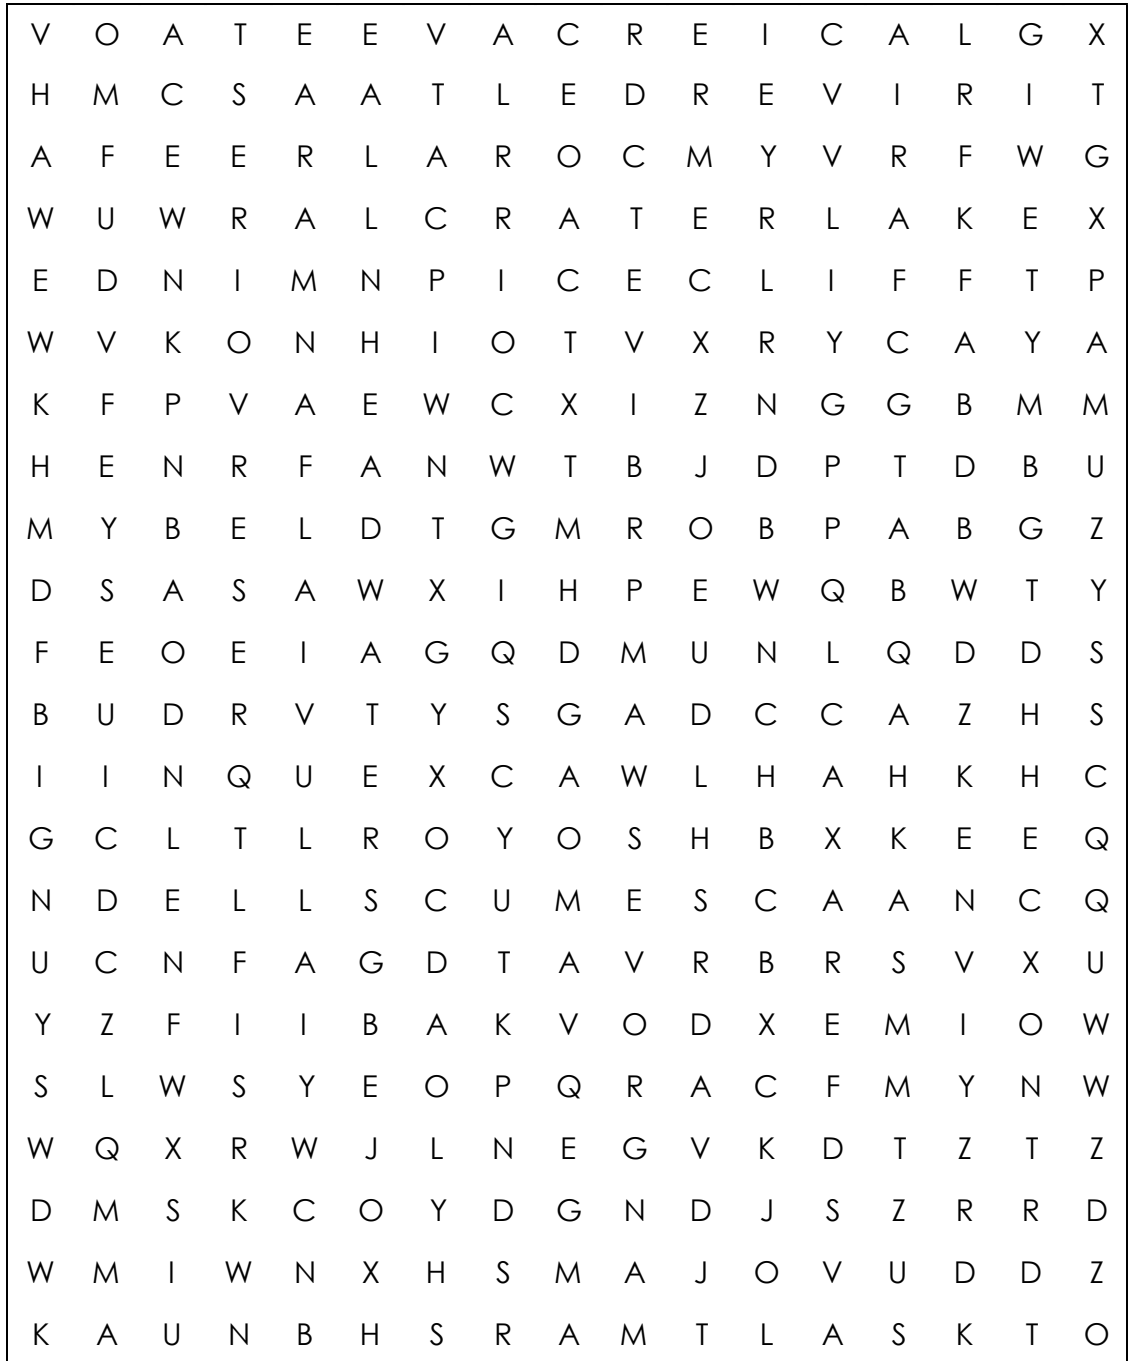 V O A T E E V A C R E I C A L G X
H M C S A A T L E D R E V I R I T
A F E E R L A R O C M Y V R F W G
W U W R A L C R A T E R L A K E X
E D N I M N P I C E C L I F F T P
W V K O N H I O T V X R Y C A Y A
K F P V A E W C X I Z N G G B M M
H E N R F A N W T B J D P T D B U
M Y B E L D T G M R O B P A B G Z
D S A S A W X I H P E W Q B W T Y
F E O E I A G Q D M U N L Q D D S
B U D R V T Y S G A D C C A Z H S
I I N Q U E X C A W L H A H K H C
G C L T L R O Y O S H B X K E E Q
N D E L L S C U M E S C A A N C Q
U C N F A G D T A V R B R S V X U
Y Z F I I B A K V O D X E M I O W
S L W S Y E O P Q R A C F M Y N W
W Q X R W J L N E G V K D T Z T Z
D M S K C O Y D G N D J S Z R R D
W M I W N X H S M A J O V U D D Z
K A U N B H S R A M T L A S K T O